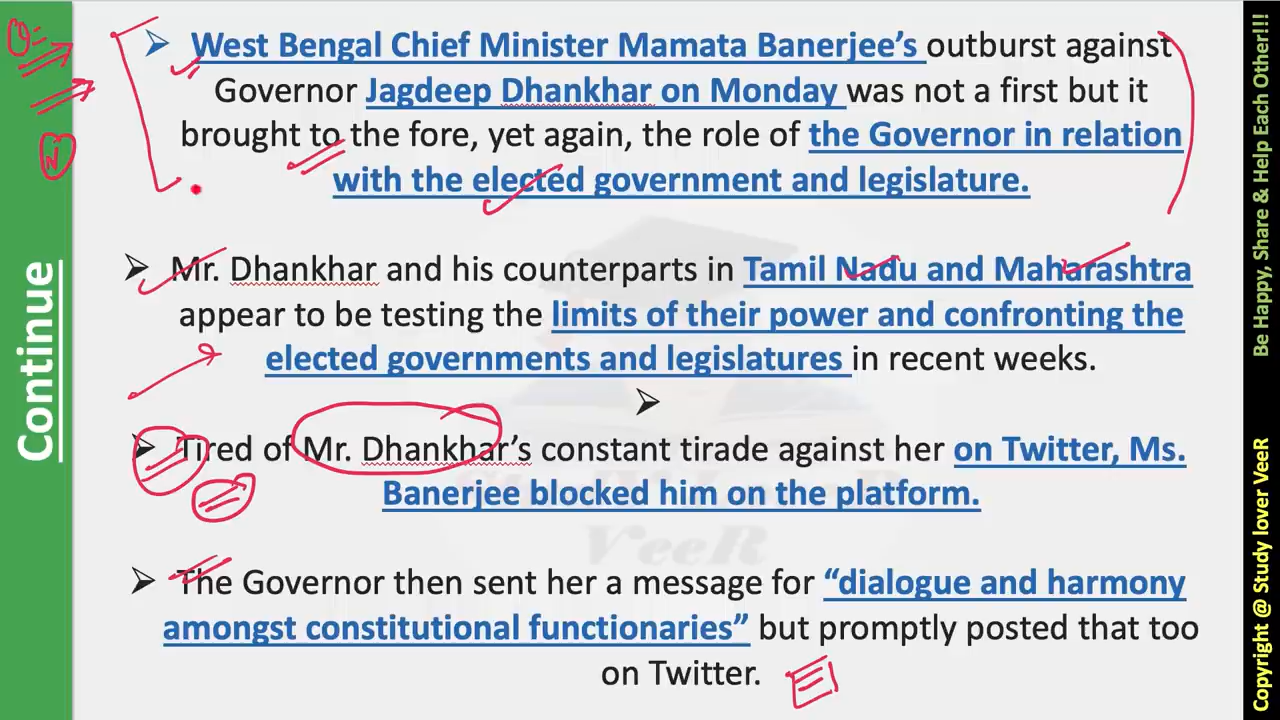 Continue
West Bengal Chief Minister Mamata Banerjee's outburst against
Governor Jagdeep Dhankhar on Monday was not a first but it
brought to the fore, yet again, the role of the Governor in relation
with the elected government and legislature.
Mr. Dhankhar and his counterparts in Tamil Nadu and Maharashtra
appear to be testing the limits of their power and confronting the
elected governments and legislatures in recent weeks.
Tired of Mr. Dhankhar's constant tirade against her on Twitter, Ms.
Banerjee blocked him on the platform.
VeeR
The Governor then sent her a message for “dialogue and harmony
amongst constitutional functionaries” but promptly posted that too
on Twitter.
Be Happy, Share & Help Each Other!!!
Copyright @ Study lover VeeR